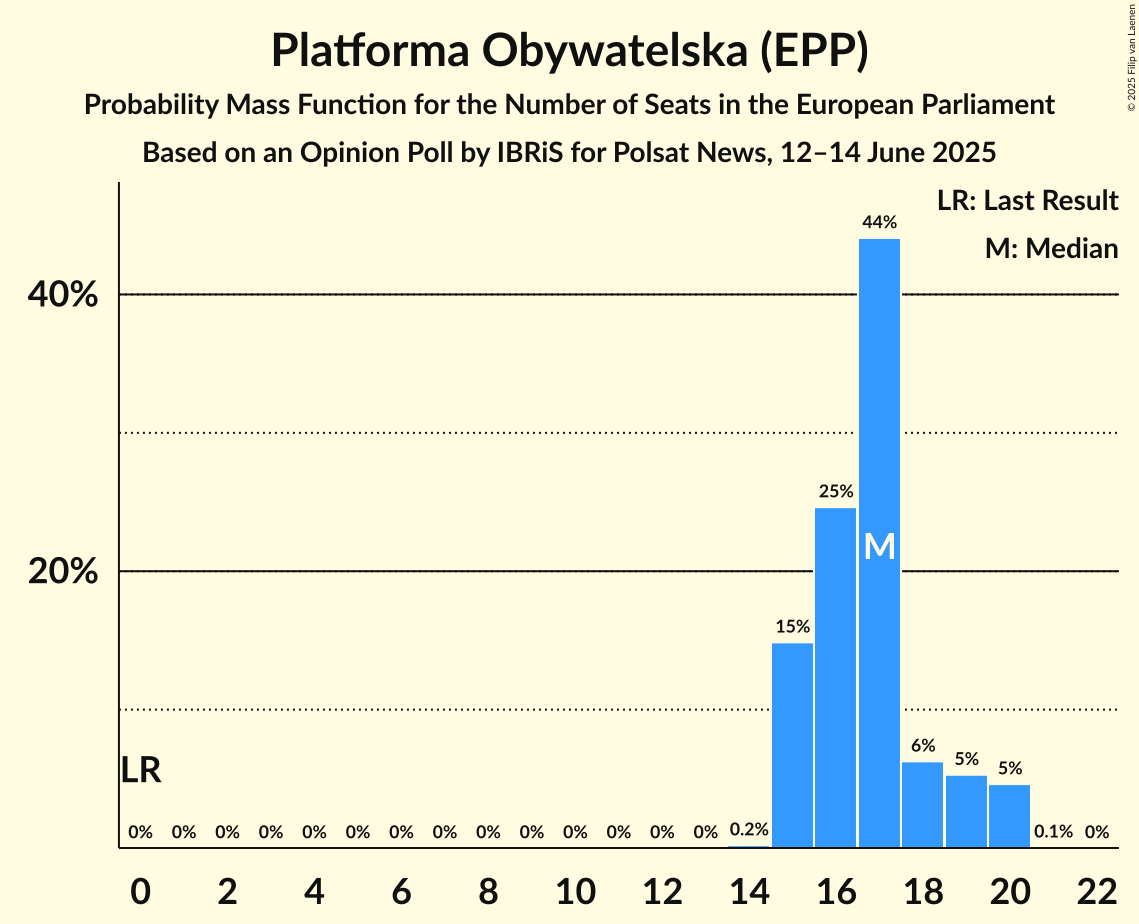 Platforma Obywatelska (EPP)
Probability Mass Function for the Number of Seats in the European Parliament
Based on an Opinion Poll by IBRiS for Polsat News, 12–14 June 2025
© 2025 Filip van Laenen
LR: Last Result
M: Median
44%
40%
25%
M
20%
15%
LR
6%
5%
5%
0% 0% 0% 0% 0% 0% 0% 0% 0% 0% 0% 0% 0% 0% 0.2% 0.1% 0%
0 2 4 6 8 10 12 14 16 18 20 22